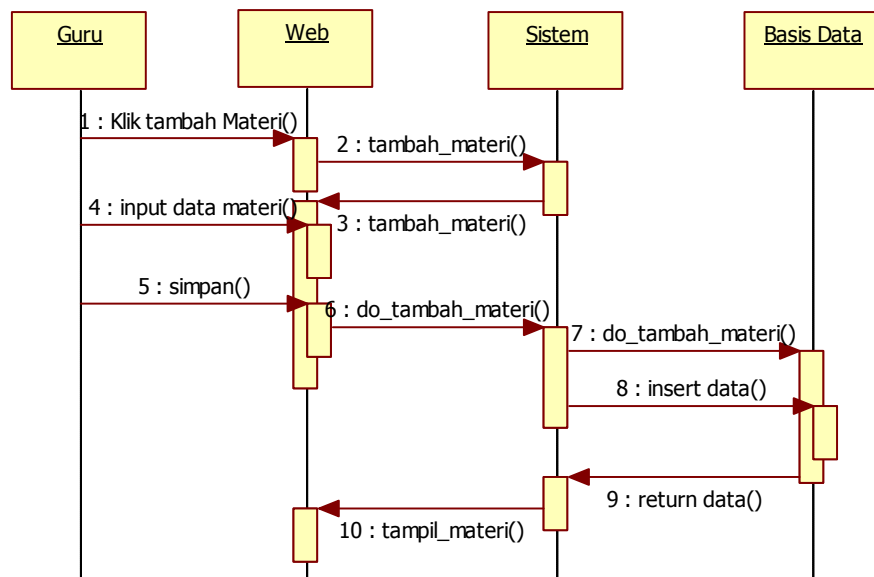 Guru
Web
Sistem
Basis Data
1 : Klik tambah Materi()
2 : tambah_materi()
3 : tambah_materi()
4 : input data materi()
5 : simpan()
6 : do_tambah_materi()
7 : do_tambah_materi()
8 : insert data()
9 : return data()
10 : tampil_materi()